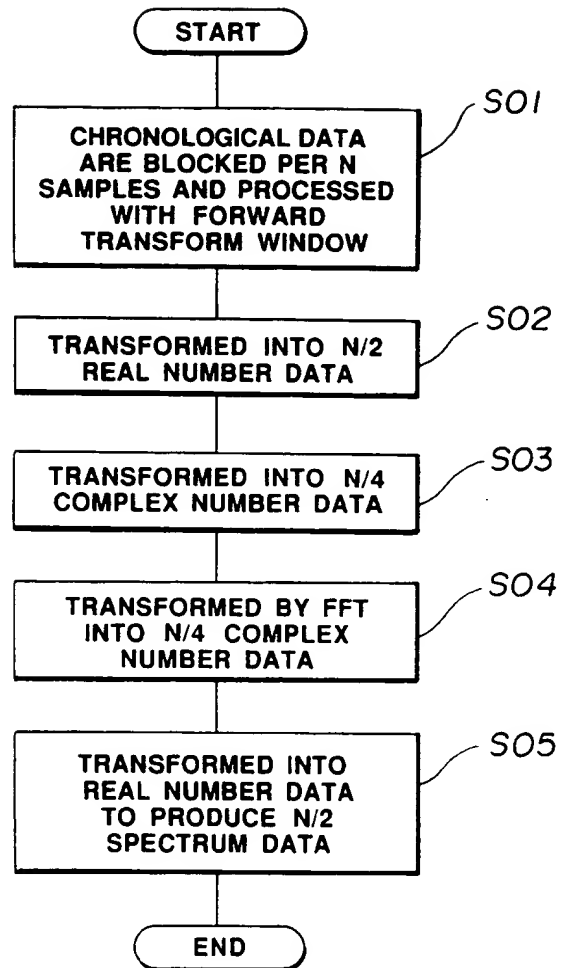 START
S01
CHRONOLOGICAL DATA
ARE BLOCKED PER N
SAMPLES AND PROCESSED
WITH FORWARD
TRANSFORM WINDOW
S02
TRANSFORMED INTO N/2
REAL NUMBER DATA
S03
TRANSFORMED INTO N/4
COMPLEX NUMBER DATA
S04
TRANSFORMED BY FFT
INTO N/4 COMPLEX
NUMBER DATA
S05
TRANSFORMED INTO
REAL NUMBER DATA
TO PRODUCE N/2
SPECTRUM DATA
END